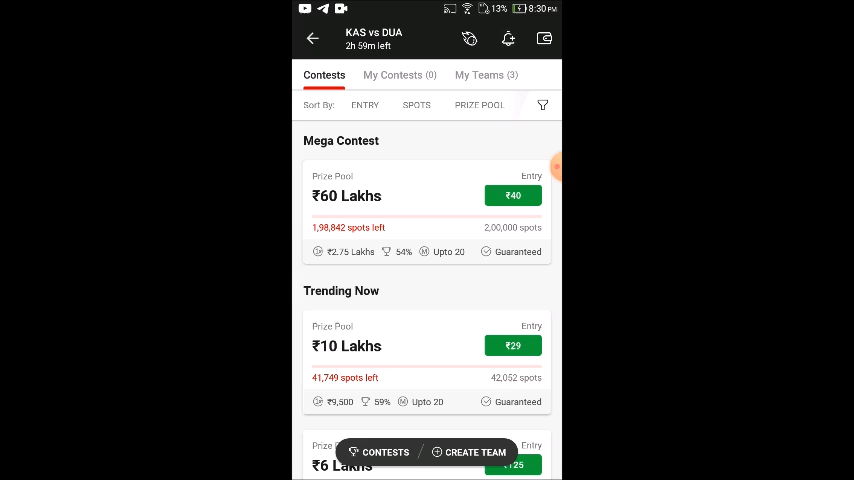 13% 8:30 PM
KAS vs DUA
2h 59m left
Contests My Contests (0) My Teams (3)
Sort By: ENTRY SPOTS PRIZE POOL
Mega Contest
Prize Pool Entry
₹60 Lakhs ₹40
1,98,842 spots left 2,00,000 spots
₹2.75 Lakhs 54% M Upto 20 Guaranteed
Trending Now
Prize Pool Entry
₹10 Lakhs ₹29
41,749 spots left 42,052 spots
₹9,500 59% M Upto 20 Guaranteed
Entry
CONTESTS CREATE TEAM
₹6 Lakhs